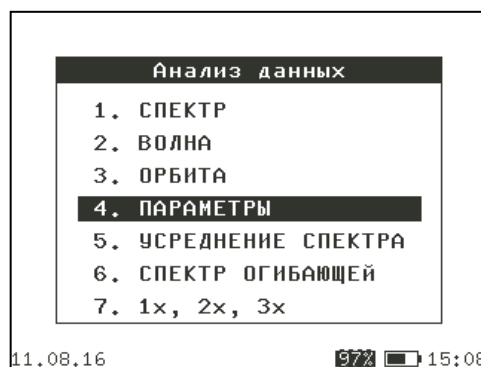 Анализ данных
1. СПЕКТР
2. ВОЛНА
3. ОРБИТА
4. ПАРАМЕТРЫ
5. УСРЕДНЕНИЕ СПЕКТРА
6. СПЕКТР ОГИБАЮЩЕЙ
7. 1x, 2x, 3x
11.08.16 97% 15:08